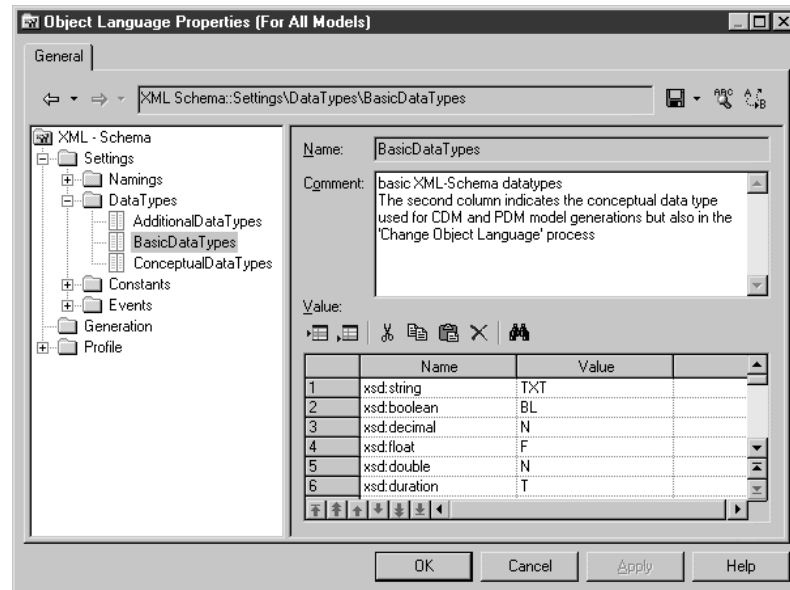 Object Language Properties (For All Models)
General
XML Schema::Settings\DataTypes\BasicDataTypes
XML - Schema
Settings
Namings
DataTypes
AdditionalDataTypes
BasicDataTypes
ConceptualDataTypes
Constants
Events
Generation
Profile
Name: BasicDataTypes
Comment: basic XML-Schema datatypes
The second column indicates the conceptual data type
used for CDM and PDM model generations but also in the
'Change Object Language' process
Value:
Name Value
1 xsd:string TXT
2 xsd:boolean BL
3 xsd:decimal N
4 xsd:float F
5 xsd:double N
6 xsd:duration T
OK Cancel Apply Help